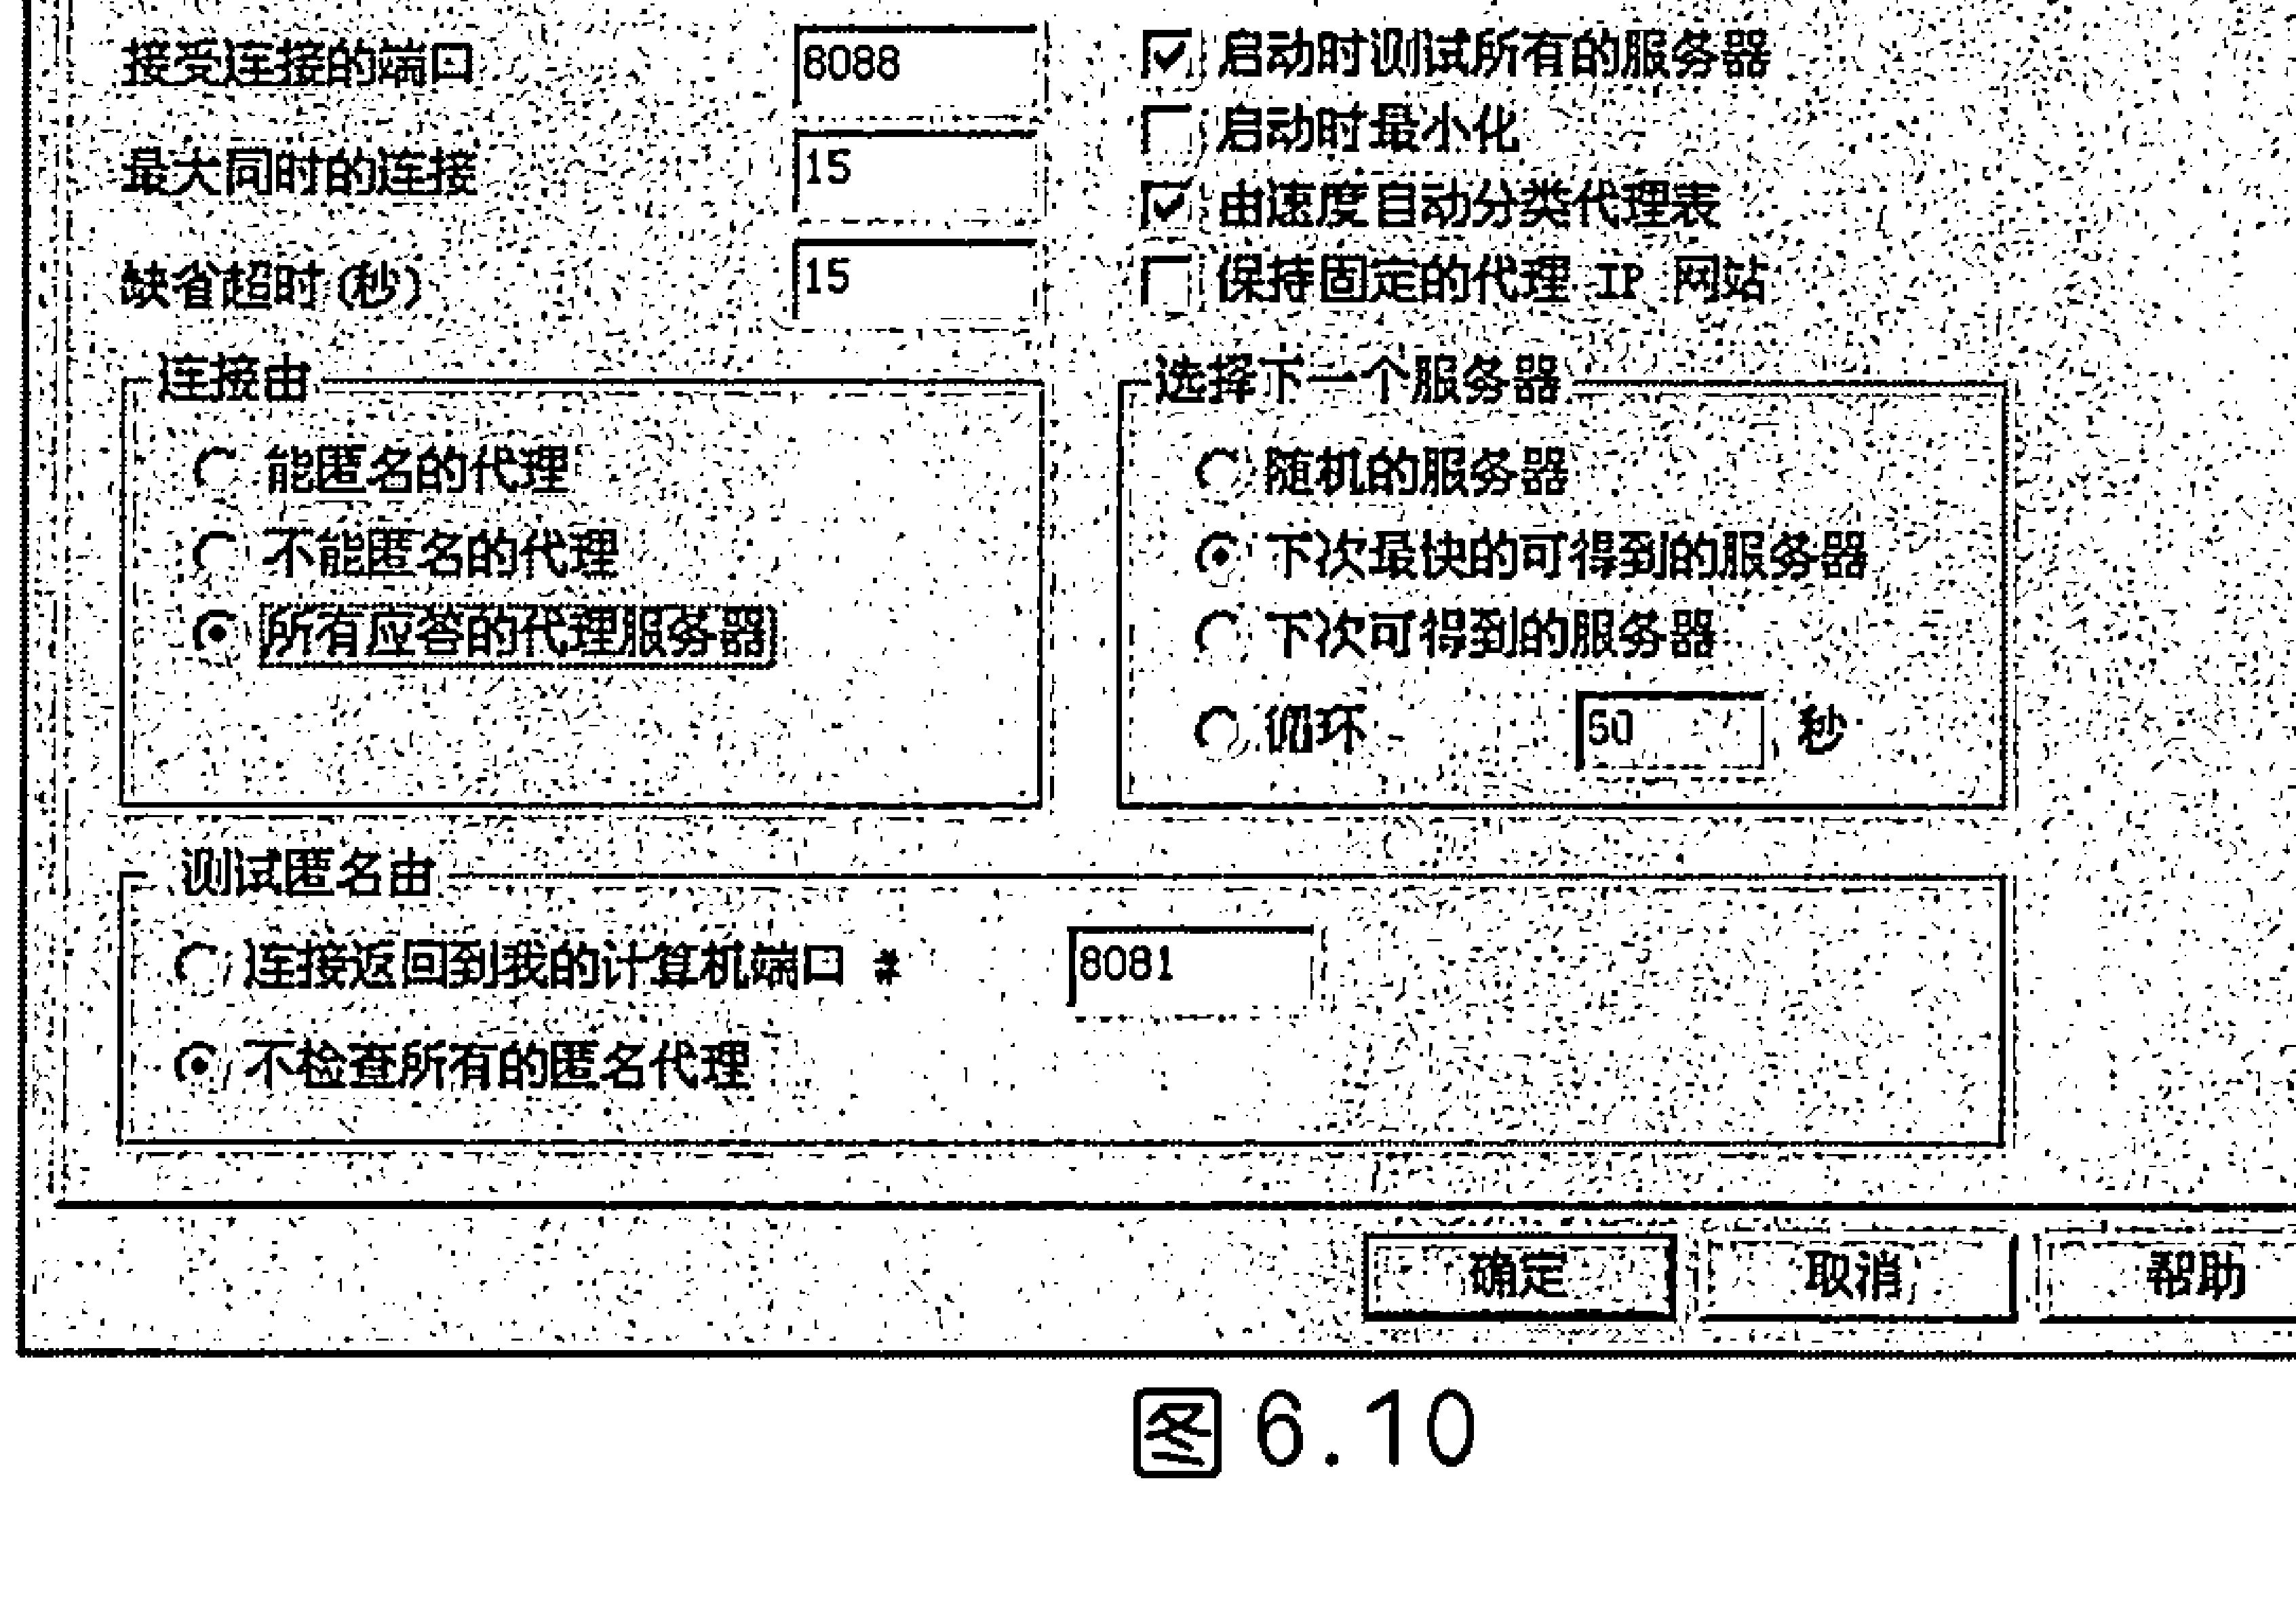 接受连接的端口 8088
最大同时的连接 15
缺省超时(秒) 15
启动时测试所有的服务器
启动时最小化
由速度自动分类代理表
保持固定的代理 IP 网站
连接由
能匿名的代理
不能匿名的代理
所有应答的代理服务器
选择下一个服务器
随机的服务器
下次最快的可得到的服务器
下次可得到的服务器
循环 秒
测试匿名由
连接返回到我的计算机端口 # 8081
不检查所有的匿名代理
确定 取消 帮助
图 6.10